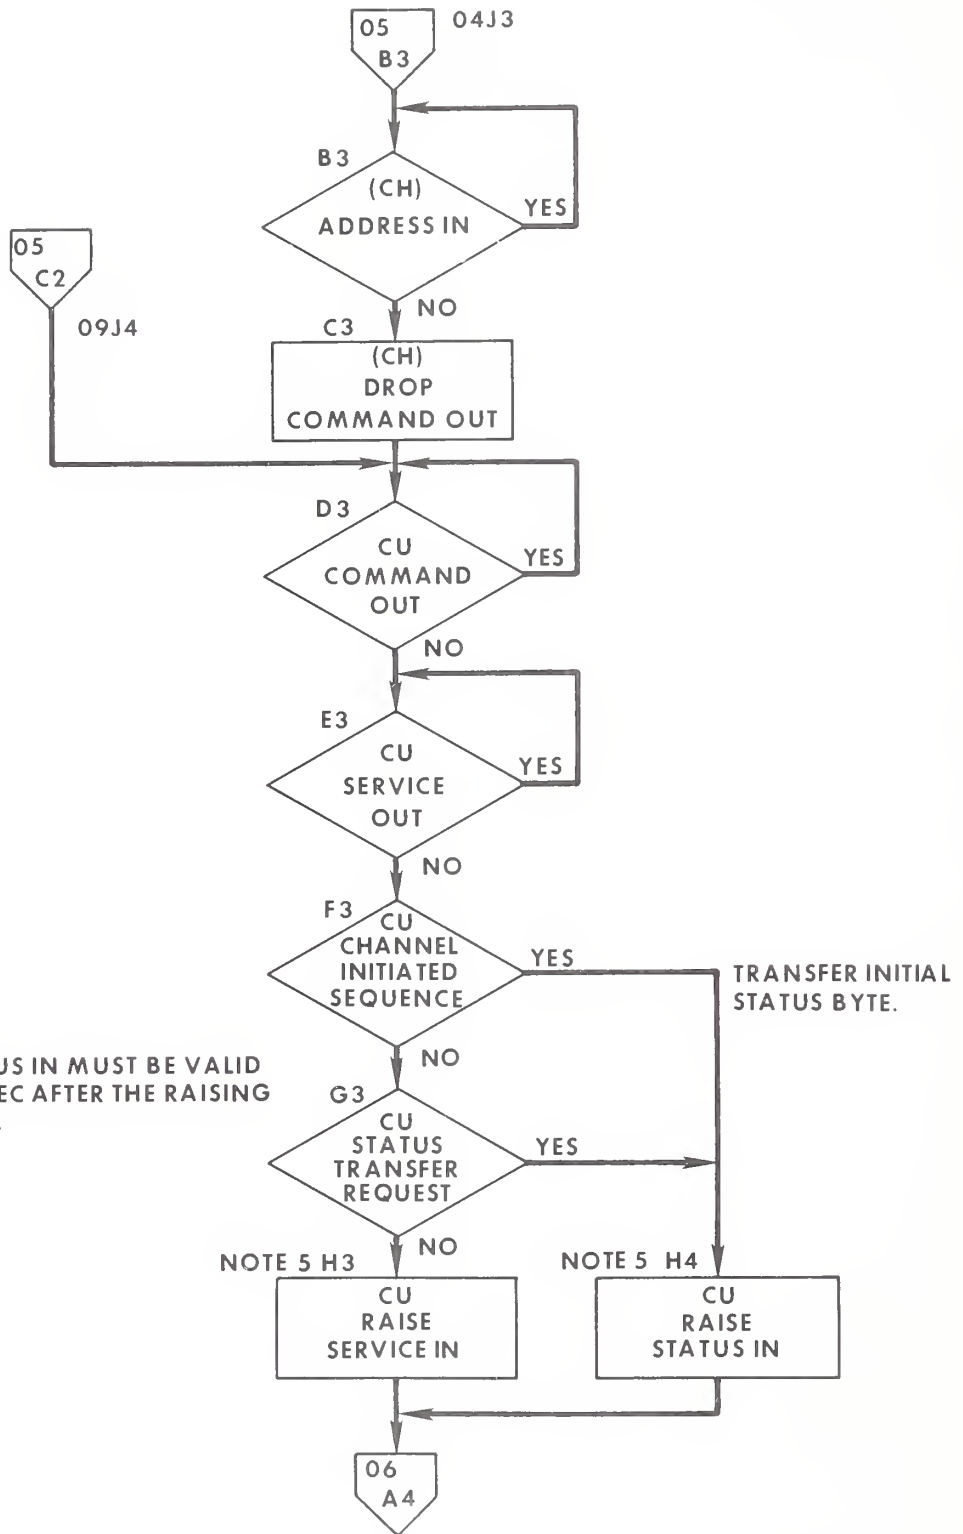 05
B3
04J3
B3
(CH)
ADDRESS IN
YES
NO
05
C2
09J4
C3
(CH)
DROP
COMMAND OUT
D3
CU
COMMAND
OUT
YES
NO
E3
CU
SERVICE
OUT
YES
NO
F3
CU
CHANNEL
INITIATED
SEQUENCE
YES
TRANSFER INITIAL
STATUS BYTE.
NO
US IN MUST BE VALID
EC AFTER THE RAISING
G3
CU
STATUS
TRANSFER
REQUEST
YES
NO
NOTE 5 H3
CU
RAISE
SERVICE IN
NOTE 5 H4
CU
RAISE
STATUS IN
06
A4